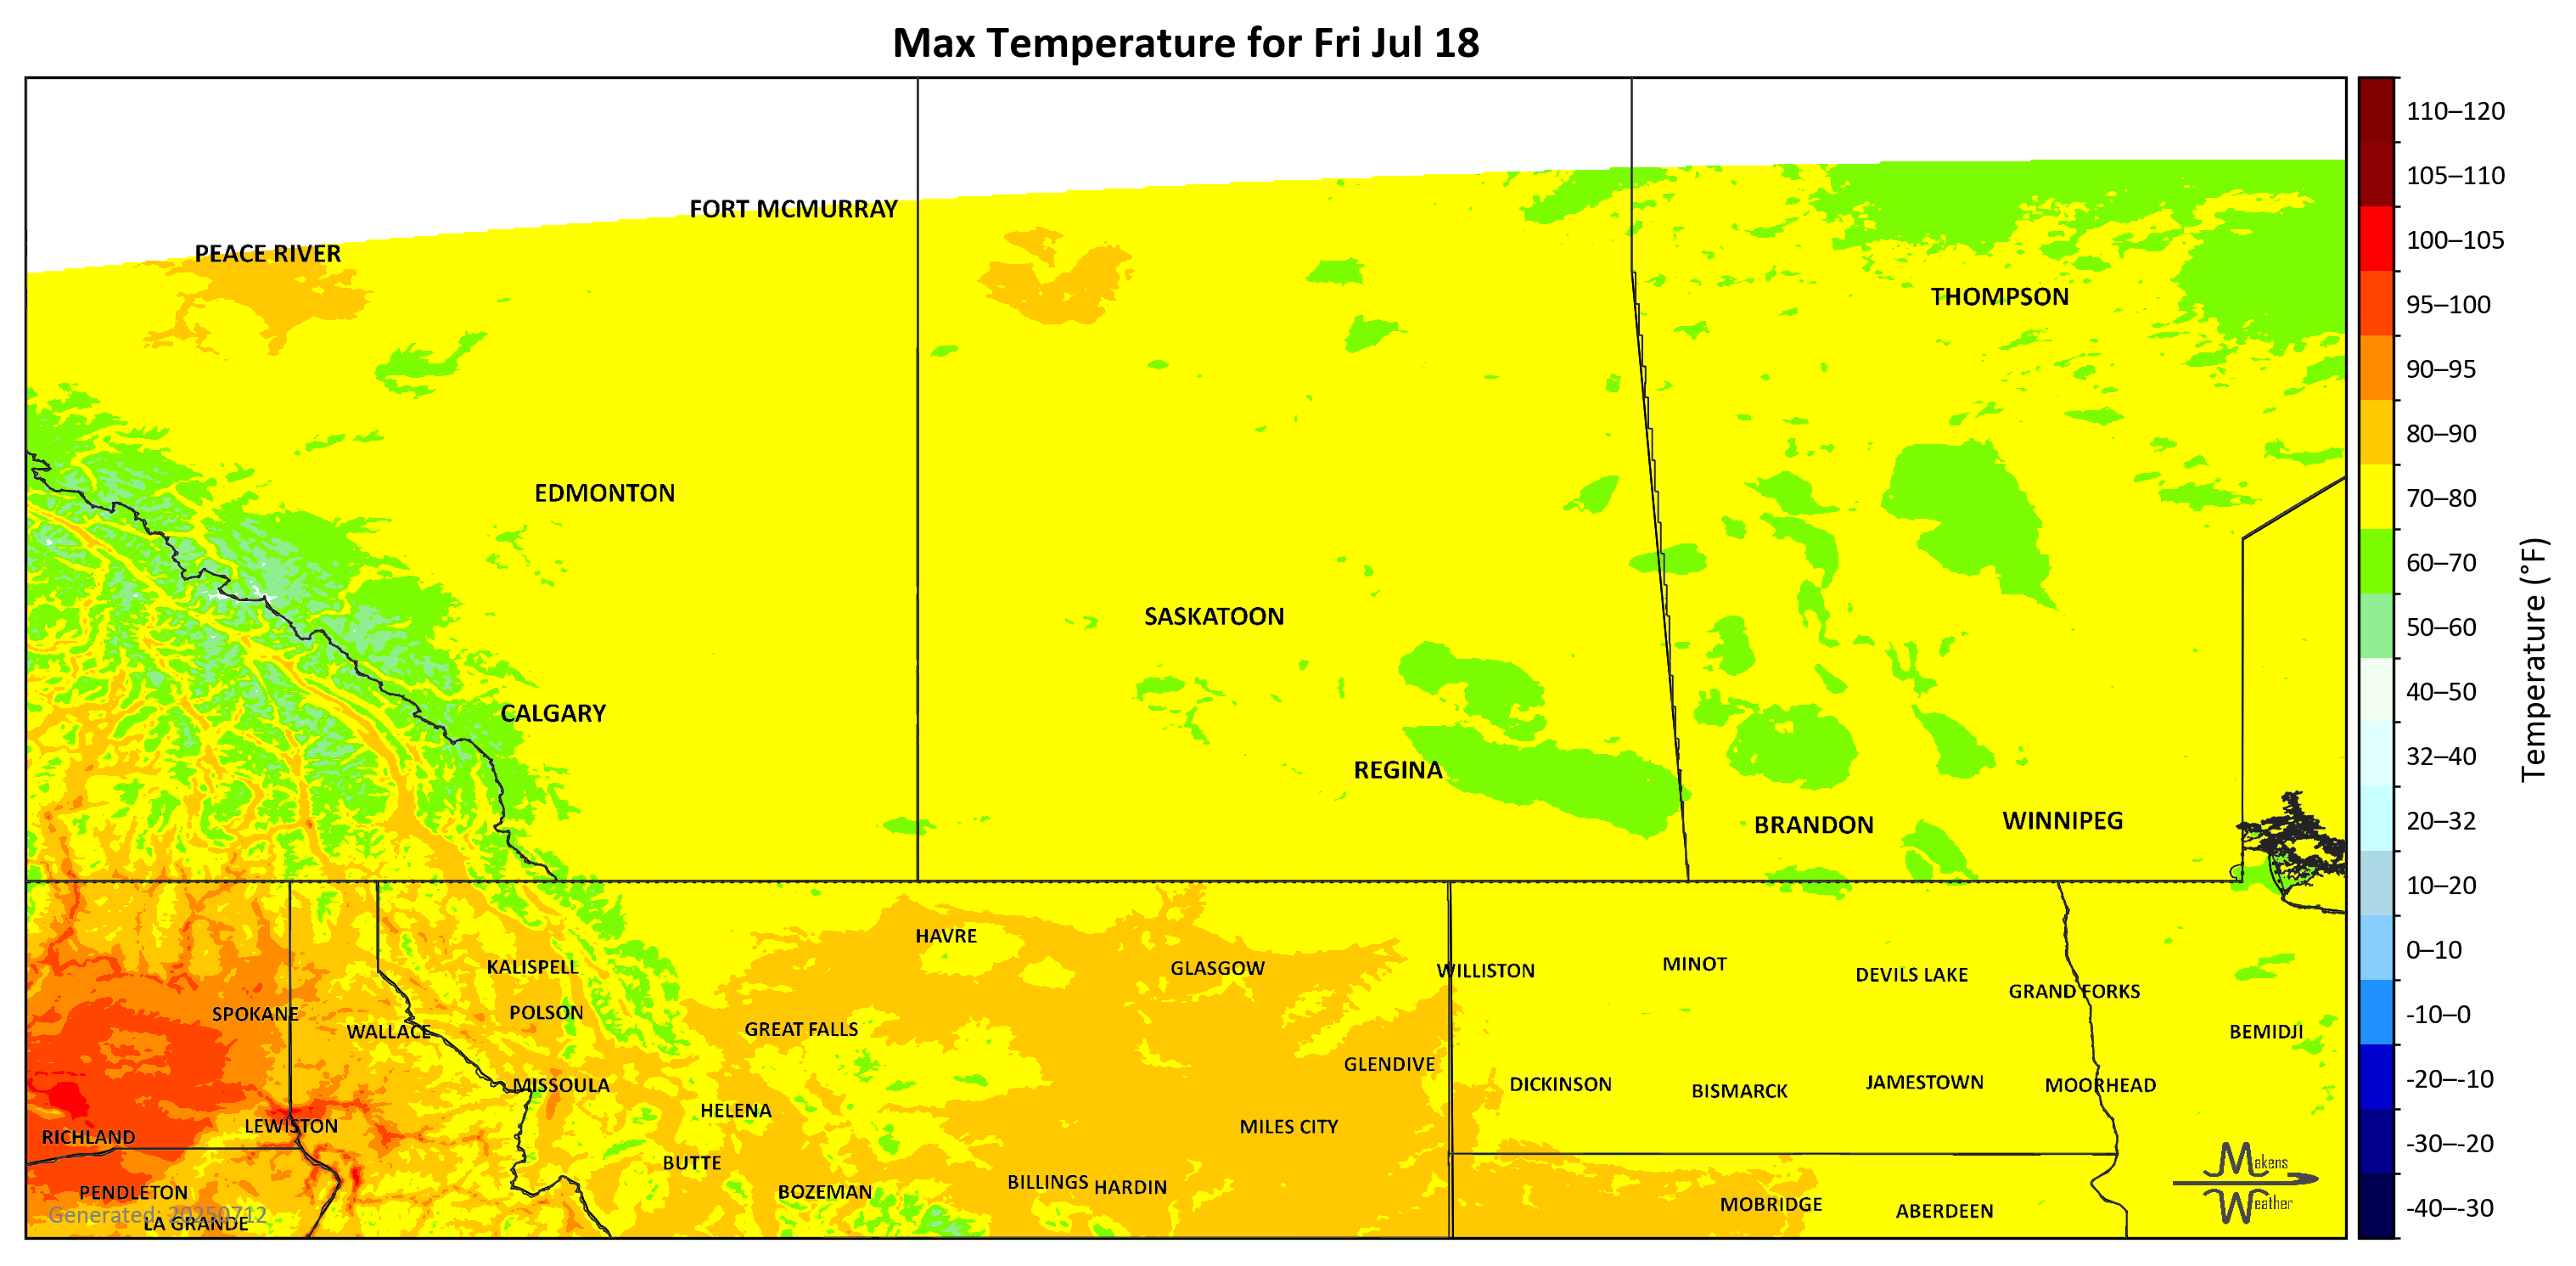 Max Temperature for Fri Jul 18
110–120
105–110
100–105
95–100
90–95
80–90
70–80
60–70
50–60
40–50
32–40
20–32
10–20
0–10
-10–0
-20–-10
-30–-20
-40–-30
Temperature (°F)
FORT MCMURRAY
PEACE RIVER
THOMPSON
EDMONTON
SASKATOON
CALGARY
REGINA
BRANDON
WINNIPEG
HAVRE
KALISPELL
GLASGOW
WILLISTON
MINOT
DEVILS LAKE
GRAND FORKS
SPOKANE
POLSON
WALLACE
GREAT FALLS
BEMIDJI
GLENDIVE
MISSOULA
DICKINSON
BISMARCK
JAMESTOWN
MOORHEAD
HELENA
LEWISTON
MILES CITY
RICHLAND
BUTTE
BILLINGS
HARDIN
PENDLETON
BOZEMAN
MOBRIDGE
ABERDEEN
LA GRANDE
Generated: 20250712
Makens
Weather